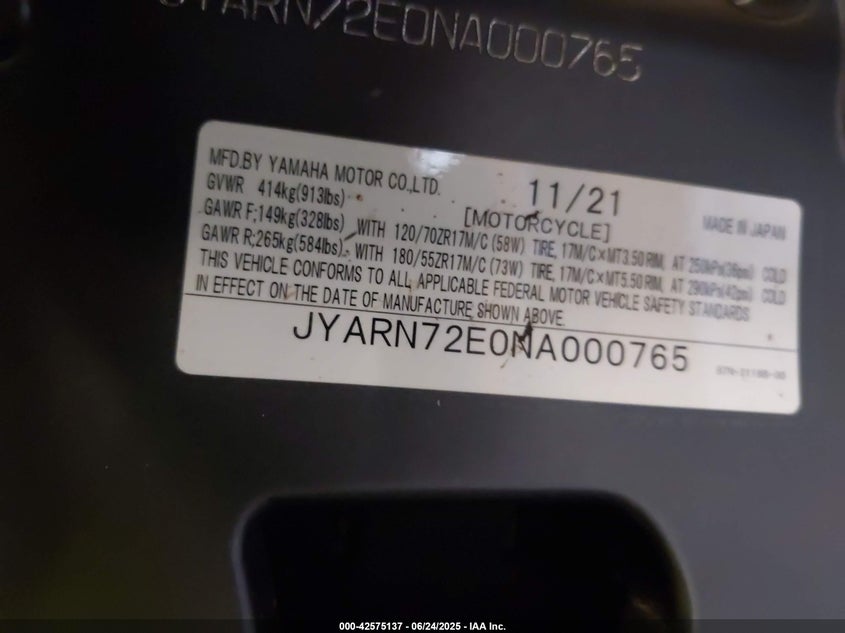 JYARN72E0NA000765
MFD.BY YAMAHA MOTOR CO.,LTD. 11/21 MADE IN JAPAN
GVWR 414kg(913lbs) [MOTORCYCLE]
GAWR F;149kg(328lbs) WITH 120/70ZR17M/C (58W) TIRE, 17M/C×MT3.50 RIM, AT 250kPa(36psi) COLD
GAWR R;265kg(584lbs) WITH 180/55ZR17M/C (73W) TIRE, 17M/C×MT5.50 RIM, AT 290kPa(42psi) COLD
THIS VEHICLE CONFORMS TO ALL APPLICABLE FEDERAL MOTOR VEHICLE SAFETY STANDARDS
IN EFFECT ON THE DATE OF MANUFACTURE SHOWN ABOVE.
JYARN72E0NA000765
000-42575137 - 06/24/2025 - IAA Inc.